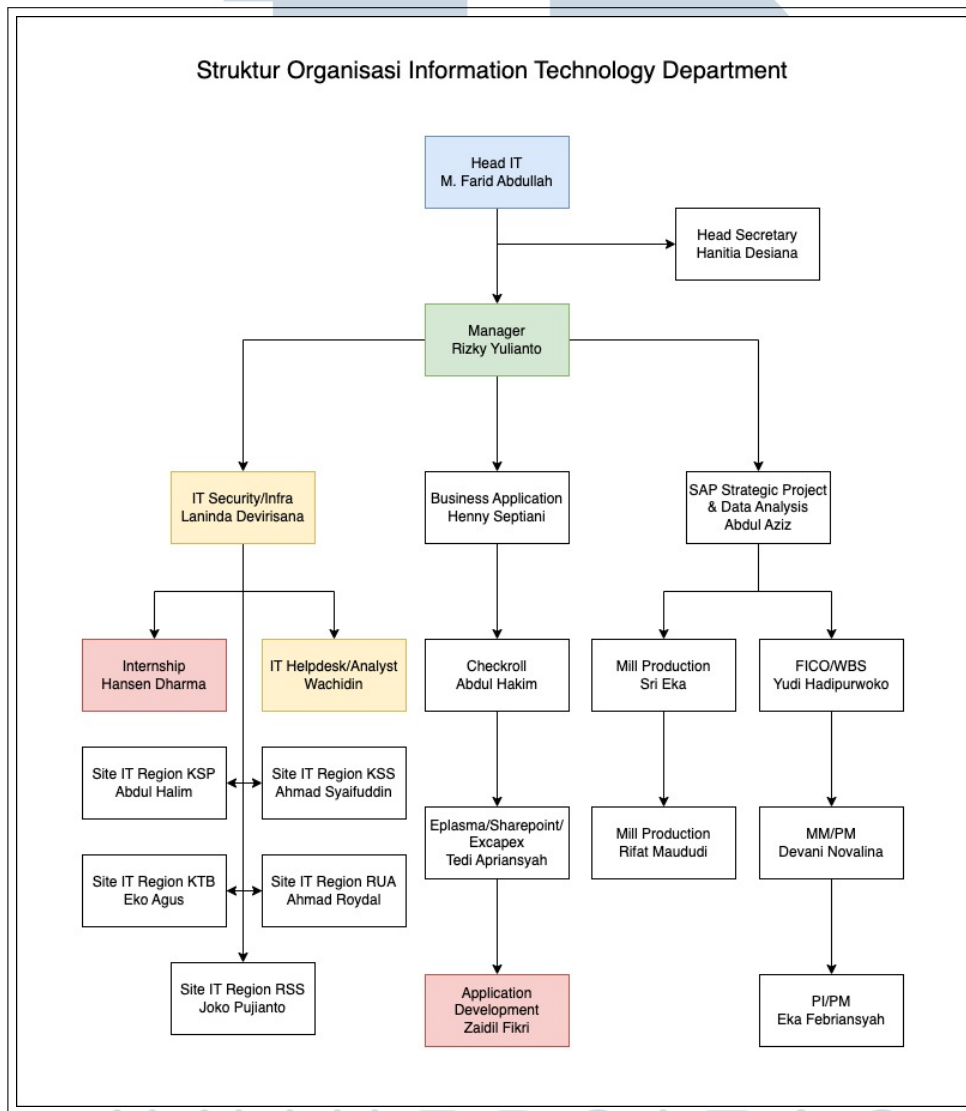 Struktur Organisasi Information Technology Department
Head IT
M. Farid Abdullah
Head Secretary
Hanitia Desiana
Manager
Rizky Yulianto
IT Security/Infra
Laninda Devirisana
Business Application
Henny Septiani
SAP Strategic Project
& Data Analysis
Abdul Aziz
Internship
Hansen Dharma
IT Helpdesk/Analyst
Wachidin
Checkroll
Abdul Hakim
Mill Production
Sri Eka
FICO/WBS
Yudi Hadipurwoko
Site IT Region KSP
Abdul Halim
Site IT Region KSS
Ahmad Syaifuddin
Eplasma/Sharepoint/
Excapex
Tedi Apriansyah
Mill Production
Rifat Maududi
MM/PM
Devani Novalina
Site IT Region KTB
Eko Agus
Site IT Region RUA
Ahmad Roydal
Site IT Region RSS
Joko Pujianto
Application
Development
Zaidil Fikri
PI/PM
Eka Febriansyah